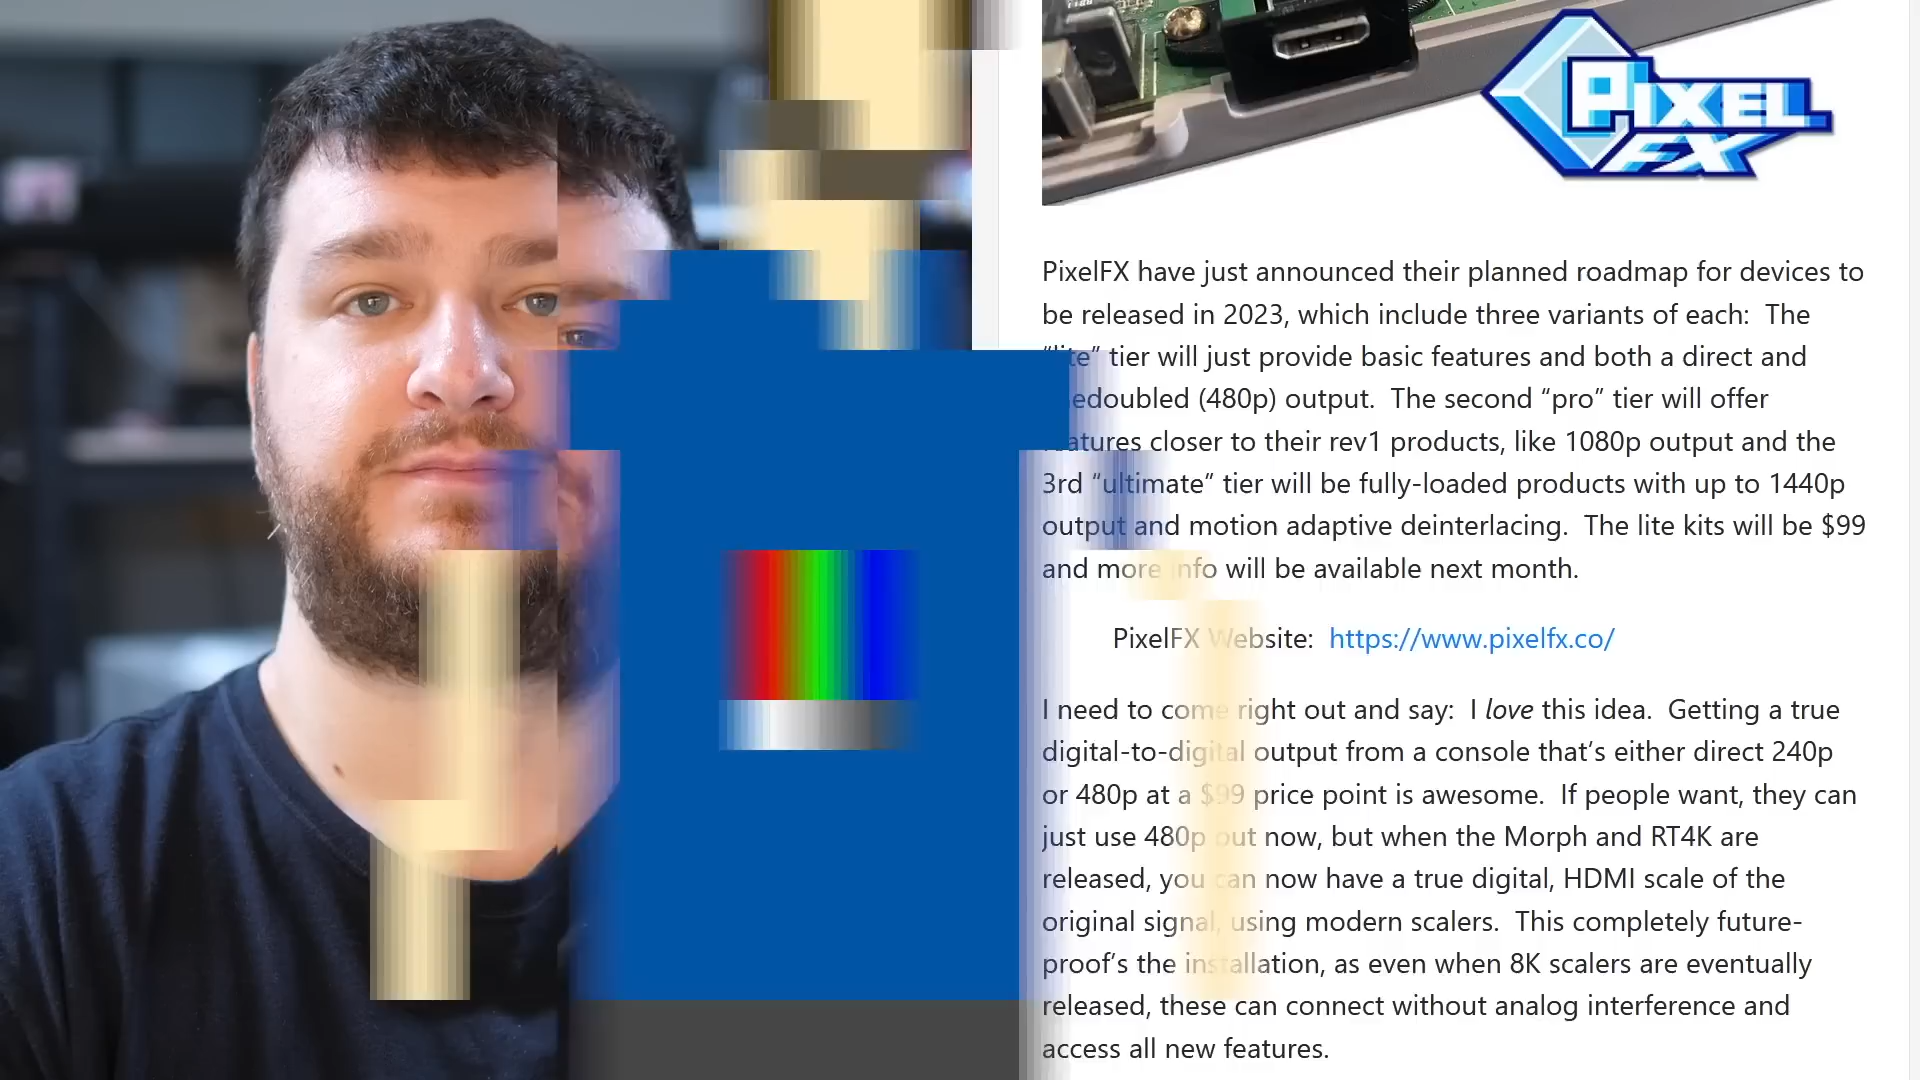 PIXEL
FX
PixelFX have just announced their planned roadmap for devices to
be released in 2023, which include three variants of each: The
“lite” tier will just provide basic features and both a direct and
edoubled (480p) output. The second “pro” tier will offer
features closer to their rev1 products, like 1080p output and the
3rd “ultimate” tier will be fully-loaded products with up to 1440p
output and motion adaptive deinterlacing. The lite kits will be $99
and more info will be available next month.
PixelFX Website: https://www.pixelfx.co/
I need to come right out and say: I love this idea. Getting a true
digital-to-digital output from a console that’s either direct 240p
or 480p at a $99 price point is awesome. If people want, they can
just use 480p out now, but when the Morph and RT4K are
released, you can now have a true digital, HDMI scale of the
original signal, using modern scalers. This completely future-
proof’s the installation, as even when 8K scalers are eventually
released, these can connect without analog interference and
access all new features.